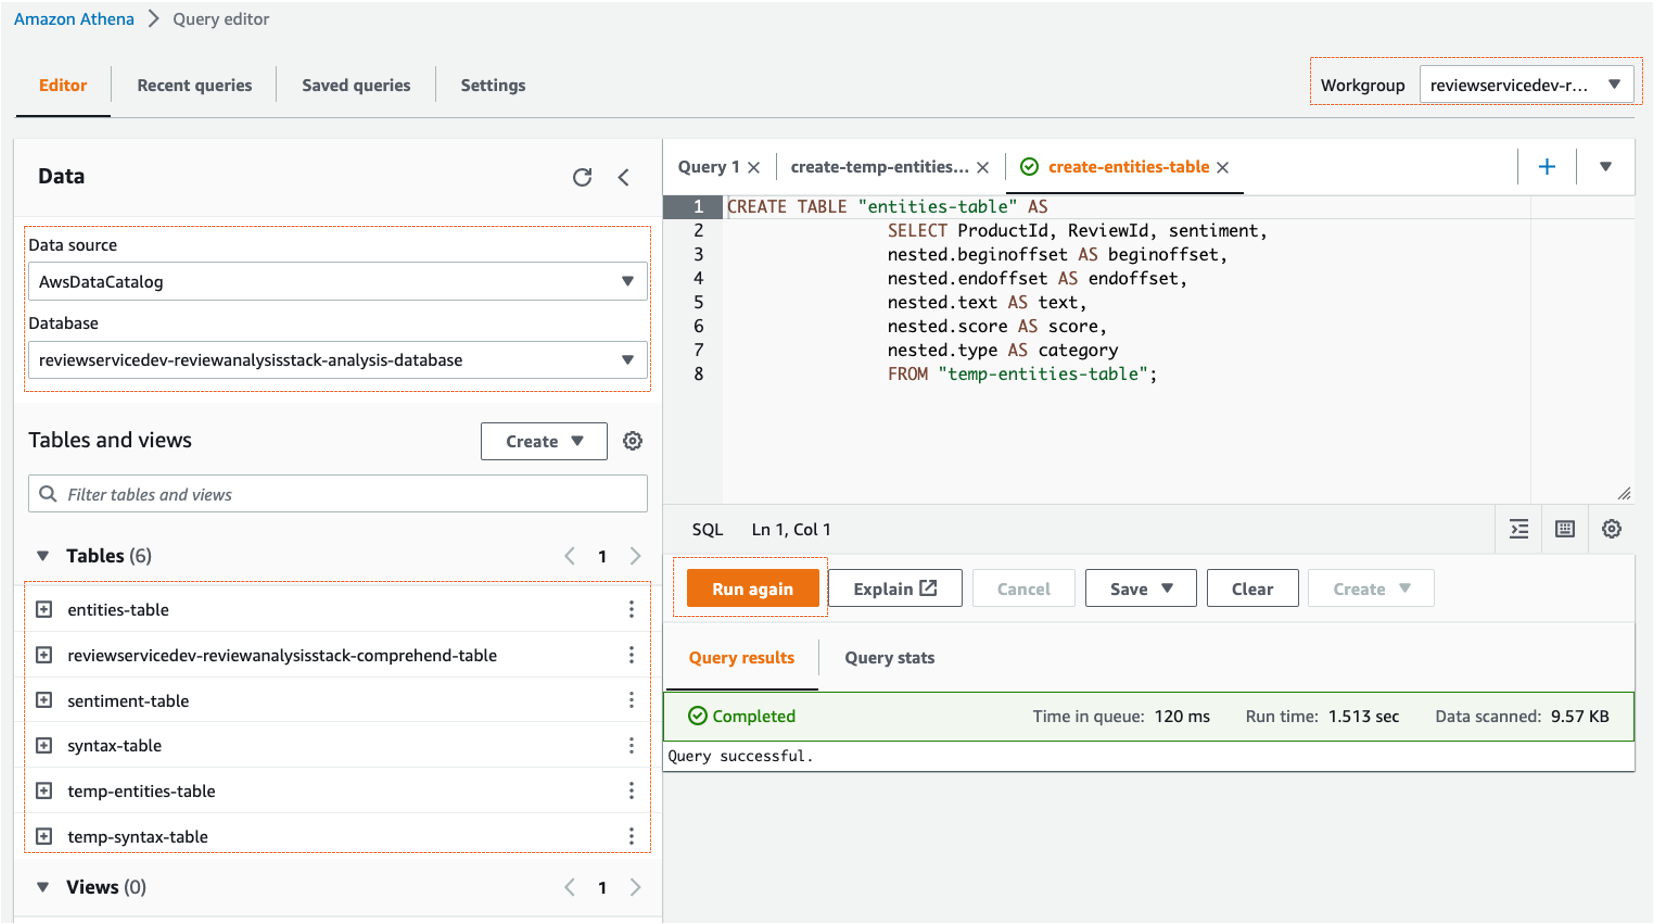 Amazon Athena > Query editor
Editor Recent queries Saved queries Settings
Workgroup reviewservicedev-r...
Data
Data source
AwsDataCatalog
Database
reviewservicedev-reviewanalysisstack-analysis-database
Tables and views
Create
Filter tables and views
Tables (6) 1
entities-table
reviewservicedev-reviewanalysisstack-comprehend-table
sentiment-table
syntax-table
temp-entities-table
temp-syntax-table
Views (0) 1
Query 1 create-temp-entities... create-entities-table
1 CREATE TABLE "entities-table" AS
2 SELECT ProductId, ReviewId, sentiment,
3 nested.beginoffset AS beginoffset,
4 nested.endoffset AS endoffset,
5 nested.text AS text,
6 nested.score AS score,
7 nested.type AS category
8 FROM "temp-entities-table";
SQL Ln 1, Col 1
Run again Explain Cancel Save Clear Create
Query results Query stats
Completed Time in queue: 120 ms Run time: 1.513 sec Data scanned: 9.57 KB
Query successful.